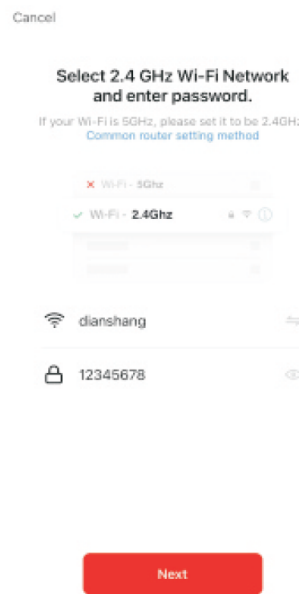 Cancel
Select 2.4 GHz Wi-Fi Network
and enter password.
If your Wi-Fi is 5GHz, please set it to be 2.4GH
Common router setting method
Wi-Fi - 5Ghz
Wi-Fi - 2.4Ghz
dianshang
12345678
Next